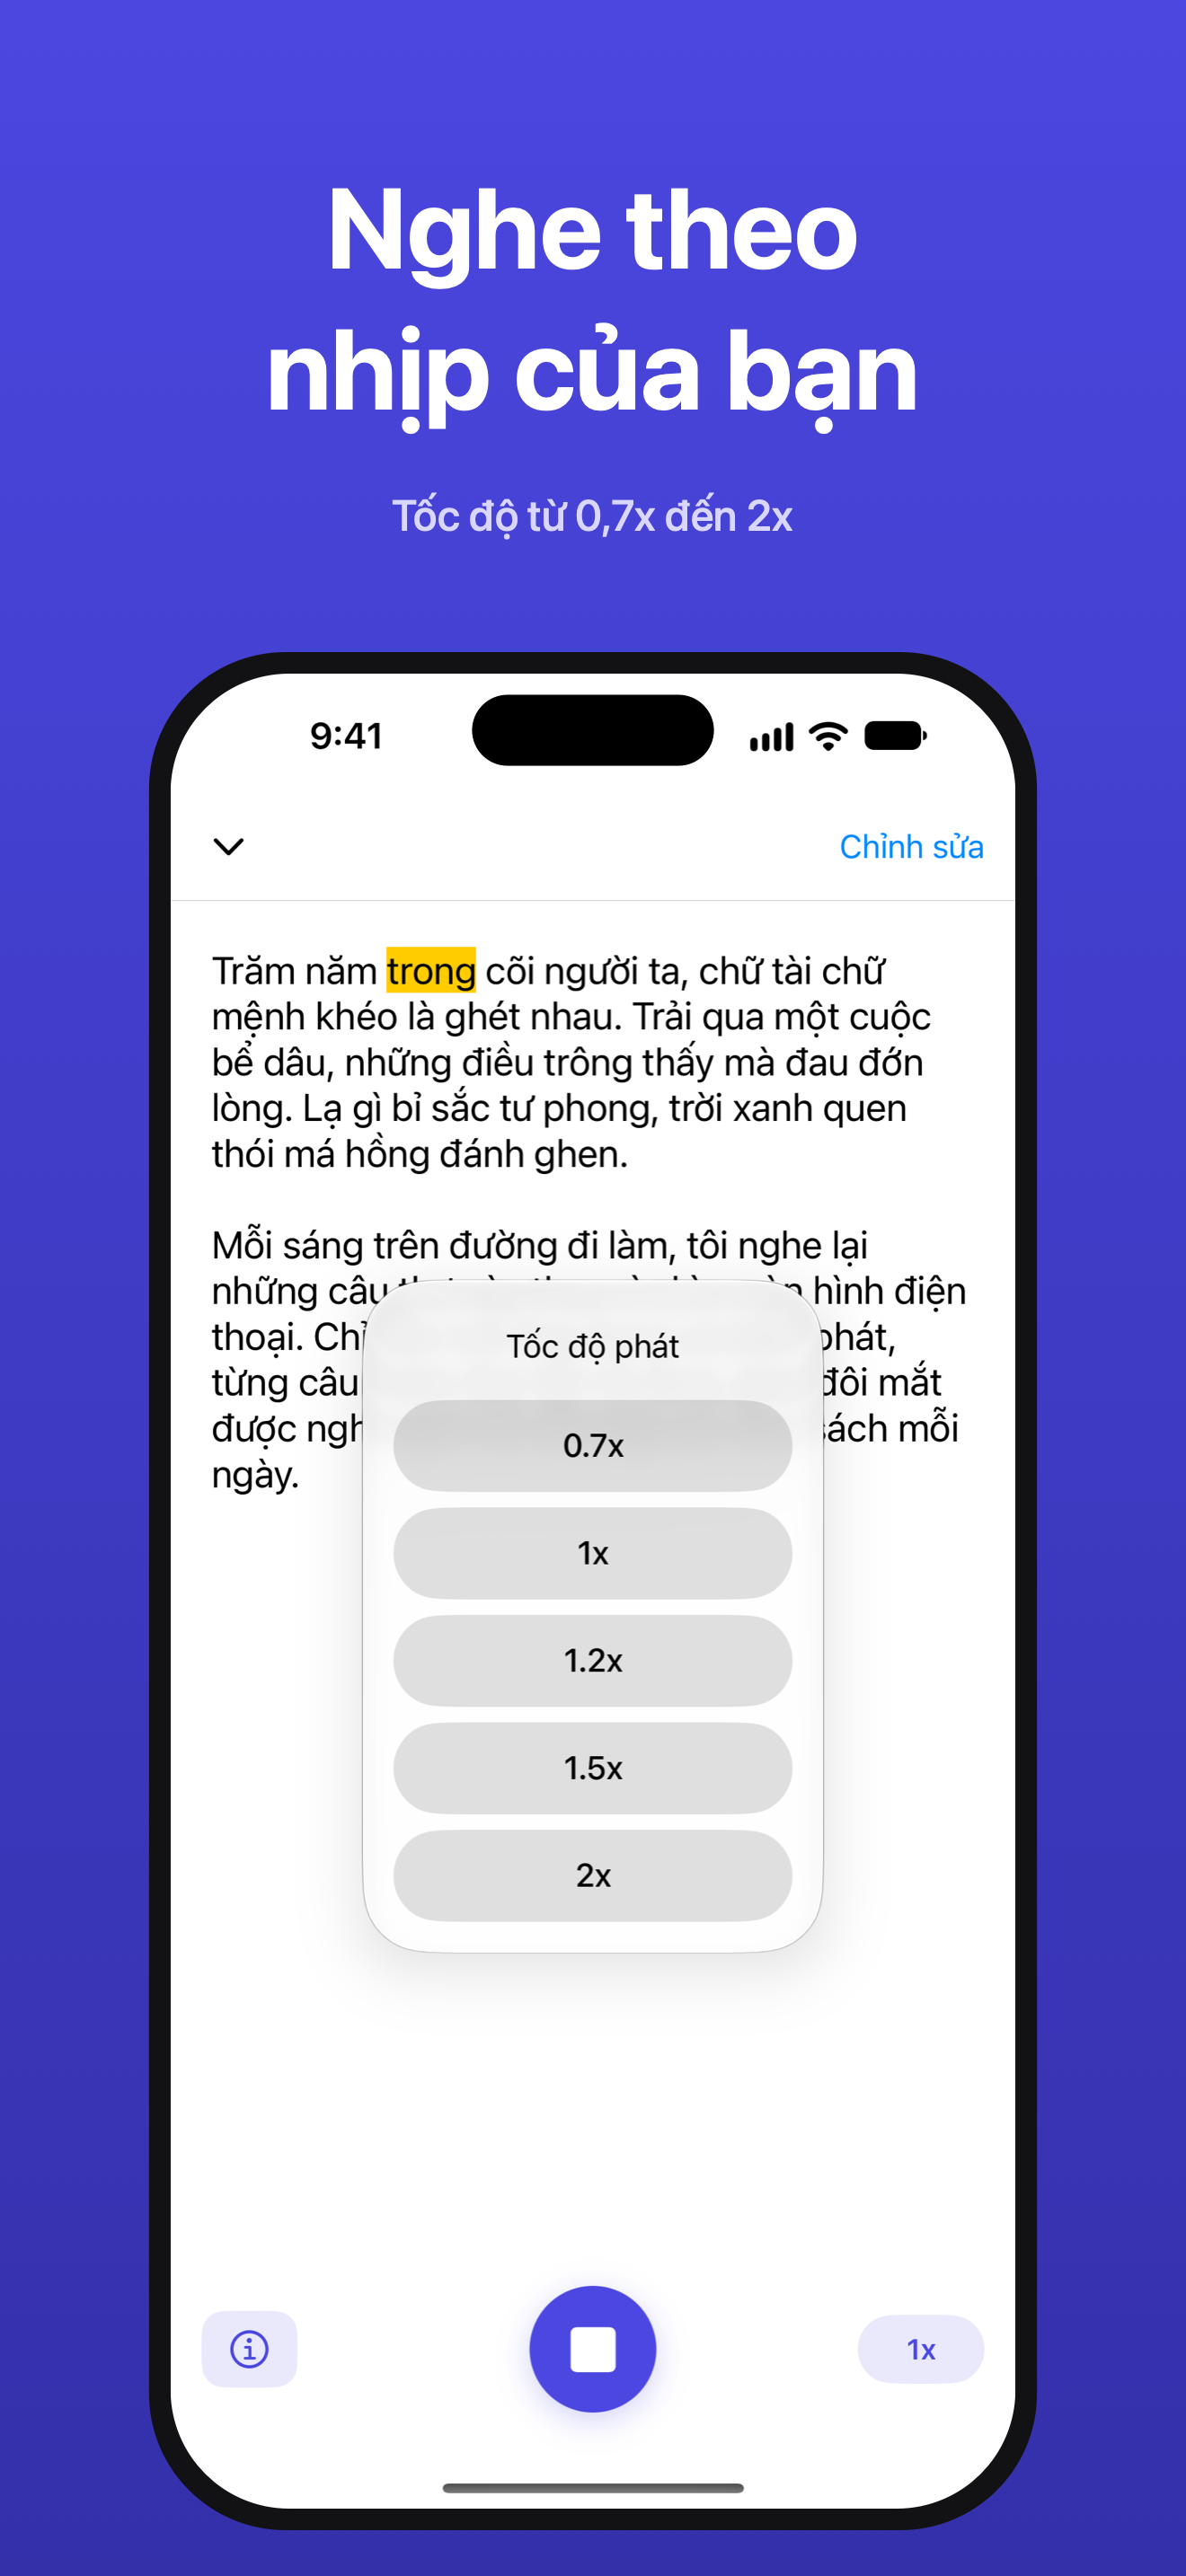 Nghe theo
nhịp của bạn
Tốc độ từ 0,7x đến 2x
9:41
Chỉnh sửa
Trăm năm trong cõi người ta, chữ tài chữ
mệnh khéo là ghét nhau. Trải qua một cuộc
bể dâu, những điều trông thấy mà đau đớn
lòng. Lạ gì bỉ sắc tư phong, trời xanh quen
thói má hồng đánh ghen.
Mỗi sáng trên đường đi làm, tôi nghe lại
những câu hình điện
thoại. phát,
từng câu đôi mắt
được mỗi
ngày.
Tốc độ phát
0.7x
1x
1.2x
1.5x
2x
1x